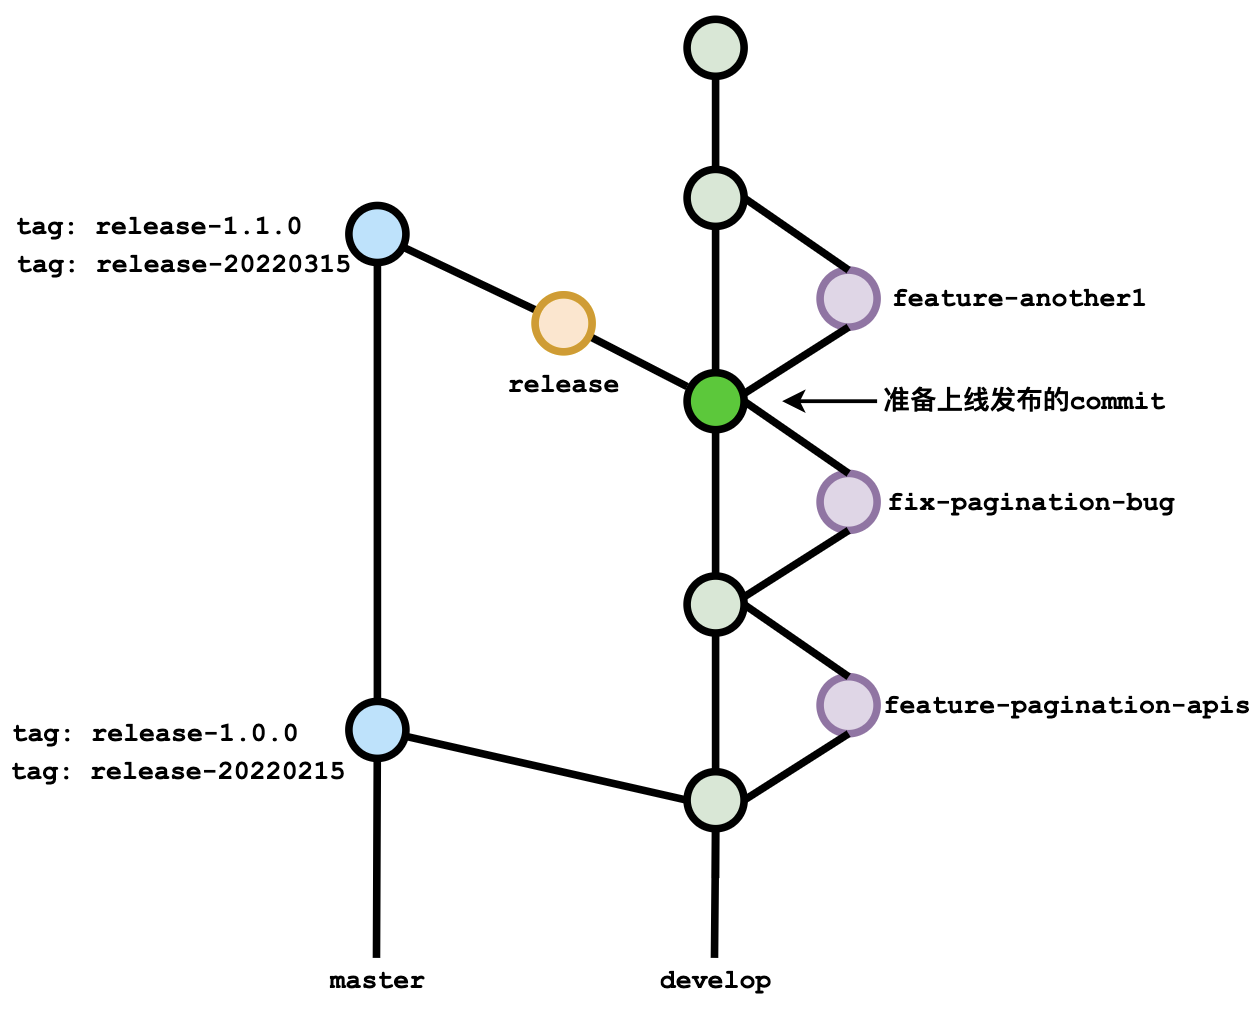 tag: release-1.1.0
tag: release-20220315
feature-another1
release
准备上线发布的commit
fix-pagination-bug
feature-pagination-apis
tag: release-1.0.0
tag: release-20220215
master
develop